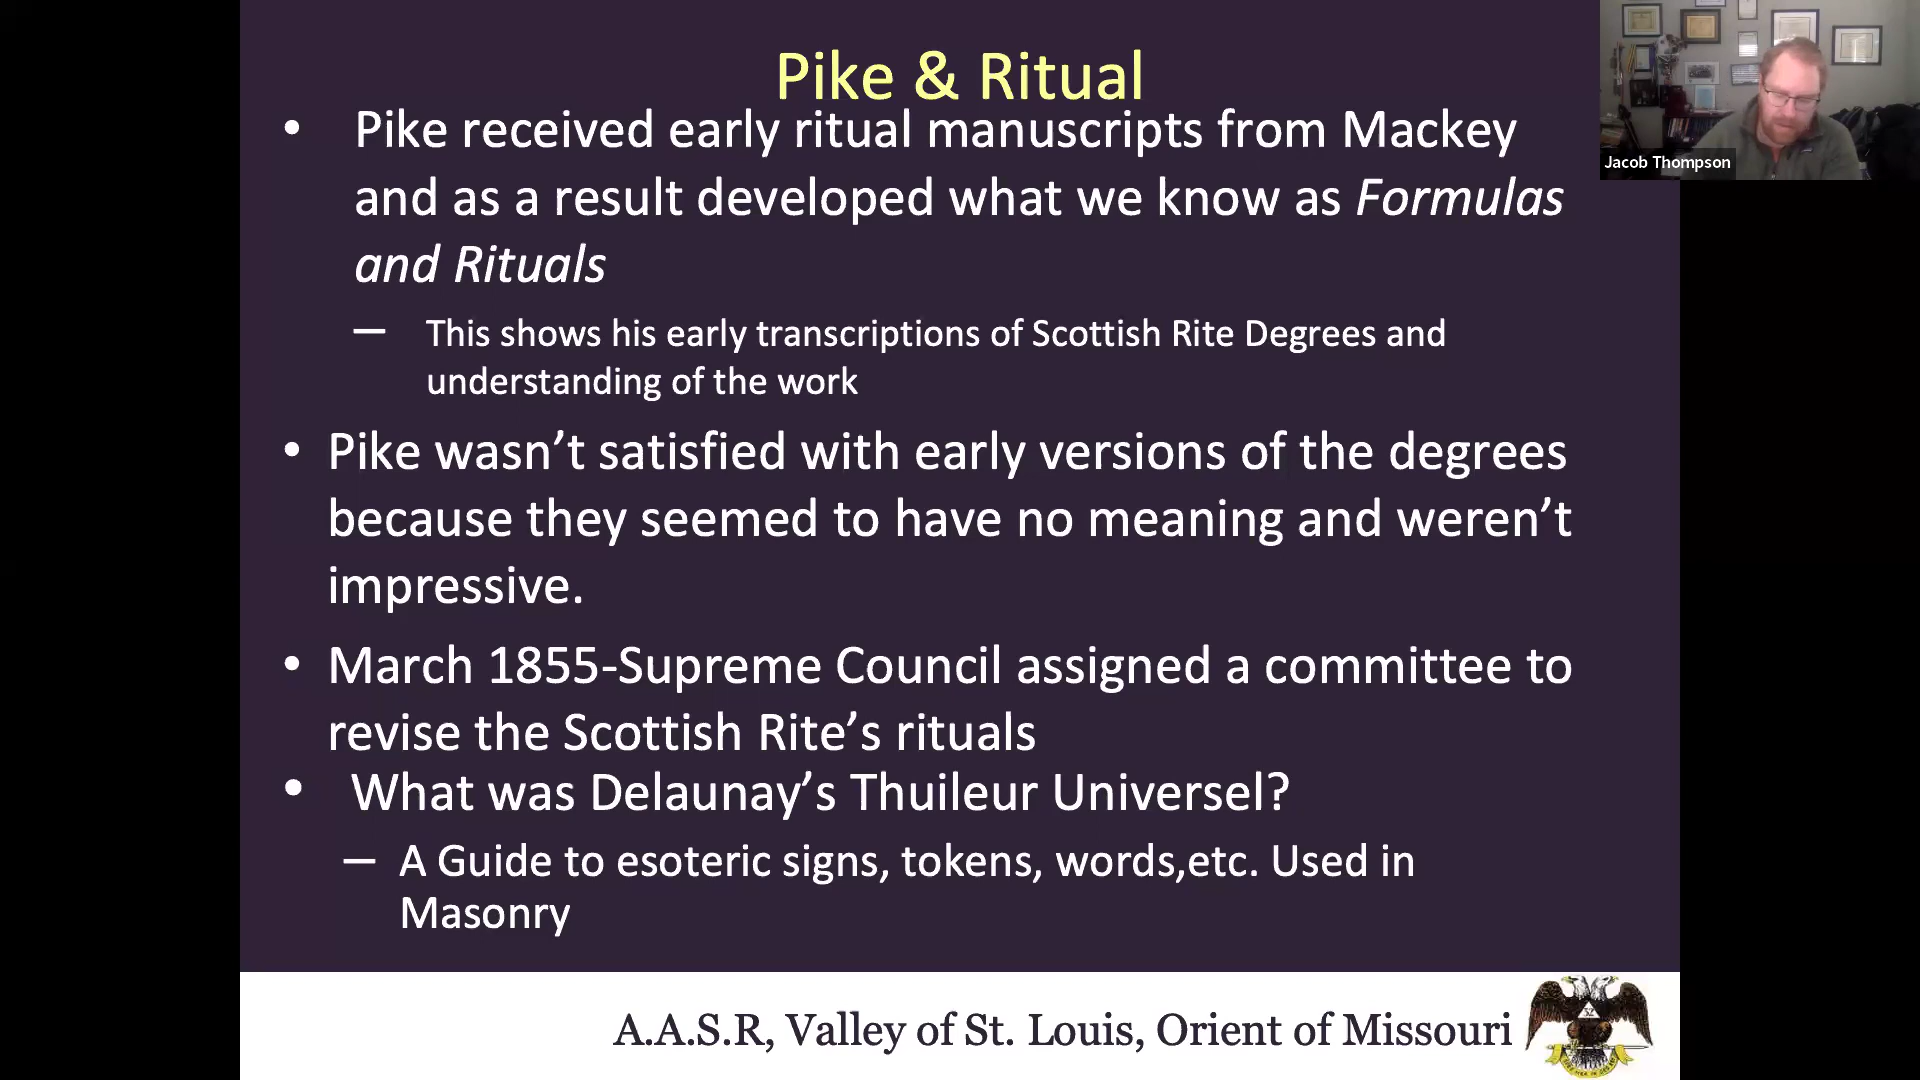 Pike & Ritual
• Pike received early ritual manuscripts from Mackey
and as a result developed what we know as Formulas
and Rituals
— This shows his early transcriptions of Scottish Rite Degrees and
understanding of the work
• Pike wasn’t satisfied with early versions of the degrees
because they seemed to have no meaning and weren’t
impressive.
• March 1855-Supreme Council assigned a committee to
revise the Scottish Rite’s rituals
• What was Delaunay’s Thuileur Universel?
— A Guide to esoteric signs, tokens, words,etc. Used in
Masonry
A.A.S.R, Valley of St. Louis, Orient of Missouri
Jacob Thompson